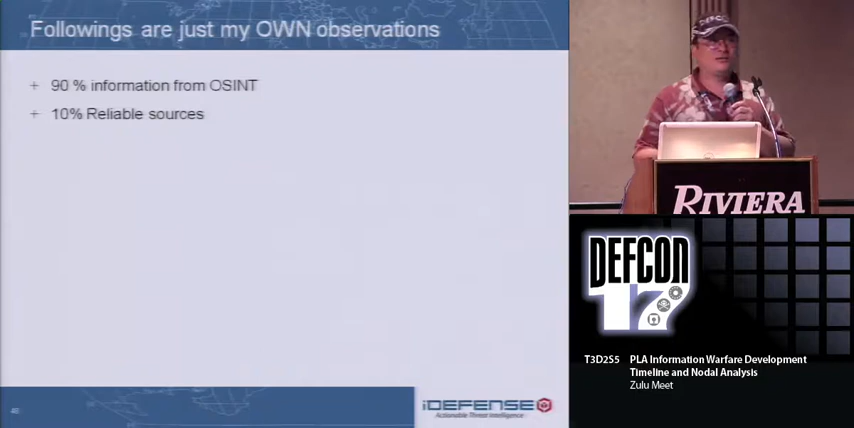 Followings are just my OWN observations
+ 90 % information from OSINT
+ 10% Reliable sources
iDEFENSE
Actionable Threat Intelligence
RIVIERA
DEFCON
17
T3D2S5 PLA Information Warfare Development
Timeline and Nodal Analysis
Zulu Meet